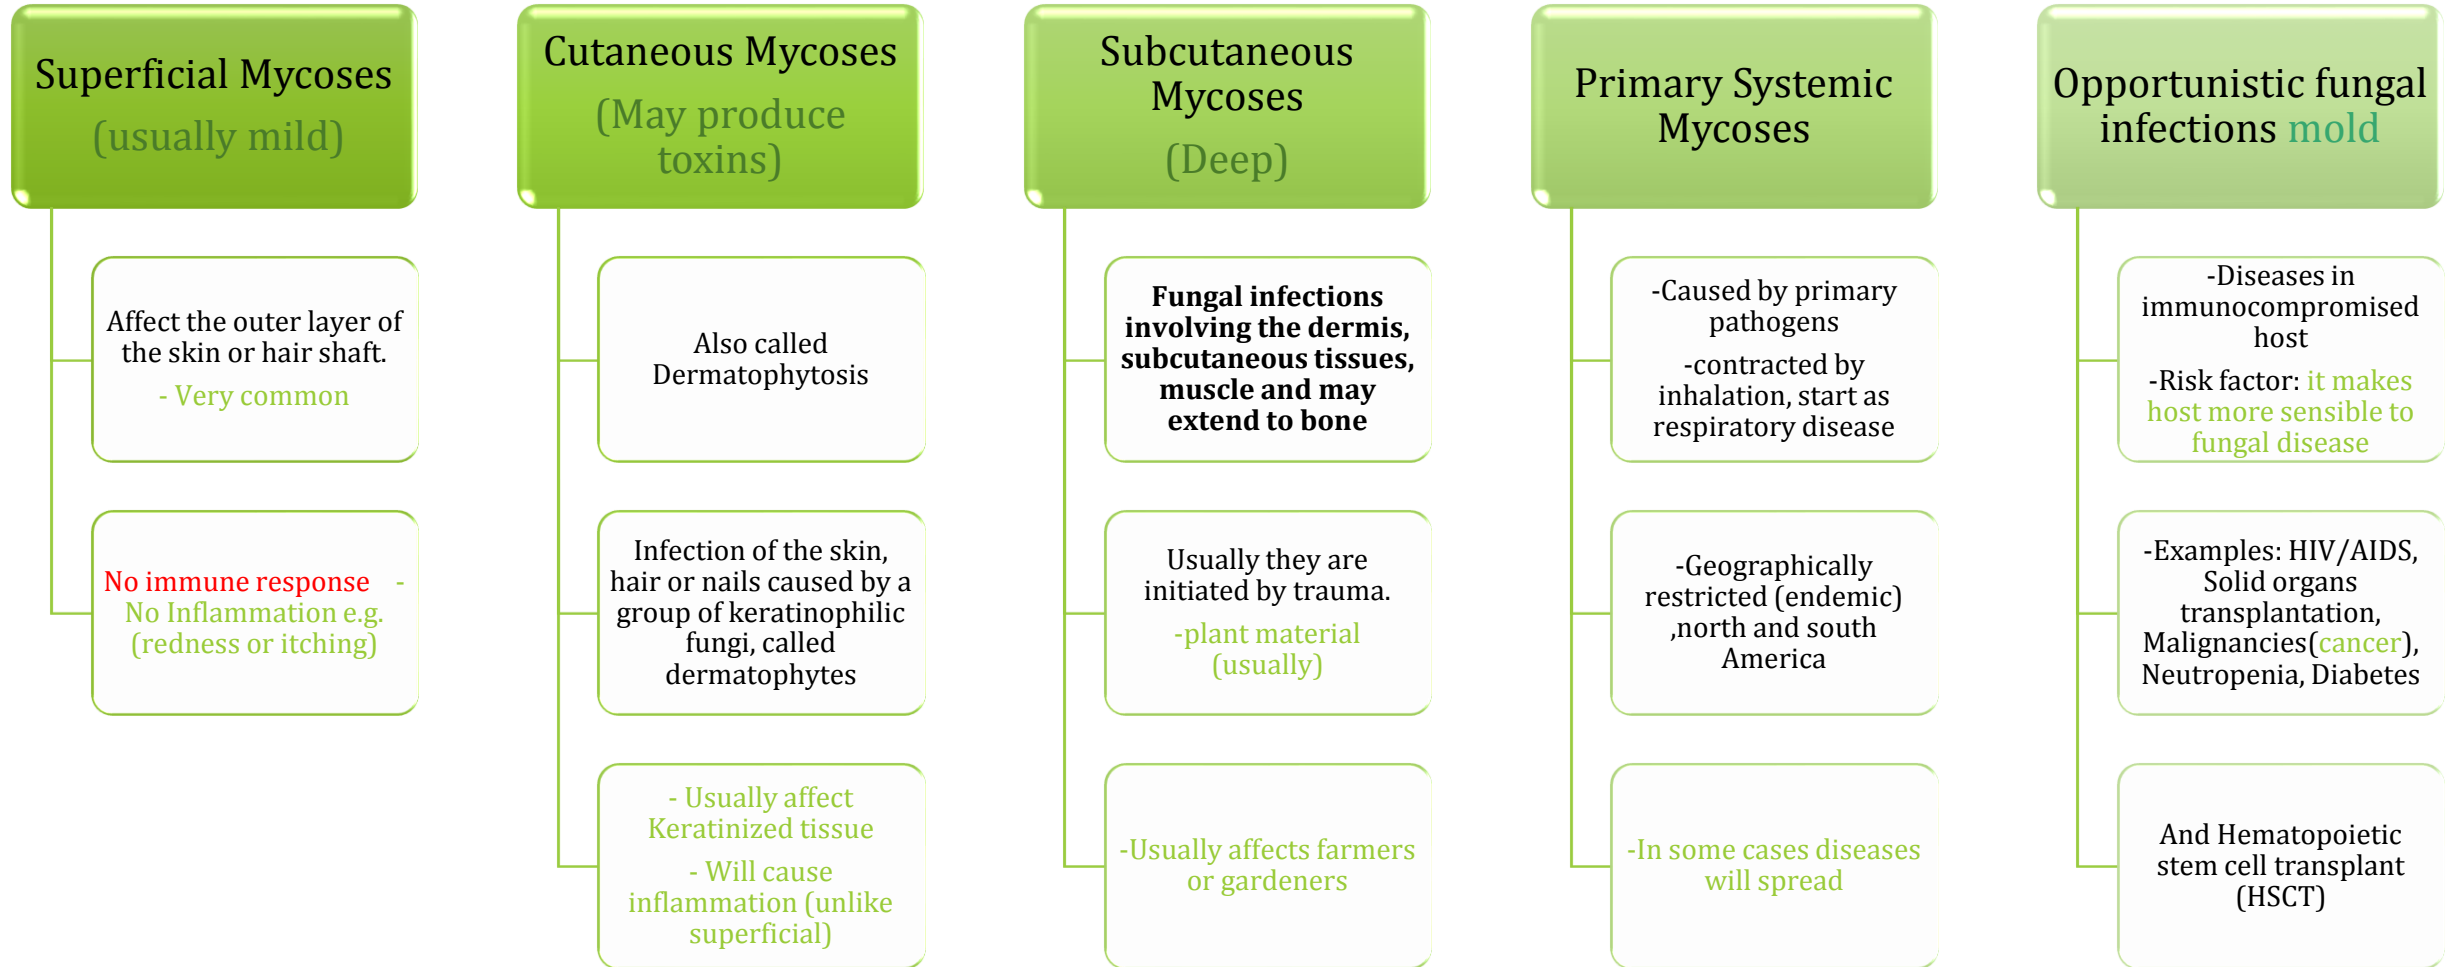 Superficial Mycoses
(usually mild)
Affect the outer layer of
the skin or hair shaft.
- Very common
No immune response -
No Inflammation e.g.
(redness or itching)
Cutaneous Mycoses
(May produce
toxins)
Also called
Dermatophytosis
Infection of the skin,
hair or nails caused by a
group of keratinophilic
fungi, called
dermatophytes
- Usually affect
Keratinized tissue
- Will cause
inflammation (unlike
superficial)
Subcutaneous
Mycoses
(Deep)
Fungal infections
involving the dermis,
subcutaneous tissues,
muscle and may
extend to bone
Usually they are
initiated by trauma.
-plant material
(usually)
-Usually affects farmers
or gardeners
Primary Systemic
Mycoses
-Caused by primary
pathogens
-contracted by
inhalation, start as
respiratory disease
-Geographically
restricted (endemic)
,north and south
America
-In some cases diseases
will spread
Opportunistic fungal
infections mold
-Diseases in
immunocompromised
host
-Risk factor: it makes
host more sensible to
fungal disease
-Examples: HIV/AIDS,
Solid organs
transplantation,
Malignancies(cancer),
Neutropenia, Diabetes
And Hematopoietic
stem cell transplant
(HSCT)